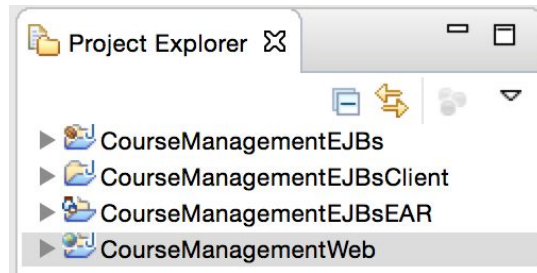 Project Explorer
CourseManagementEJBs
CourseManagementEJBsClient
CourseManagementEJBsEAR
CourseManagementWeb